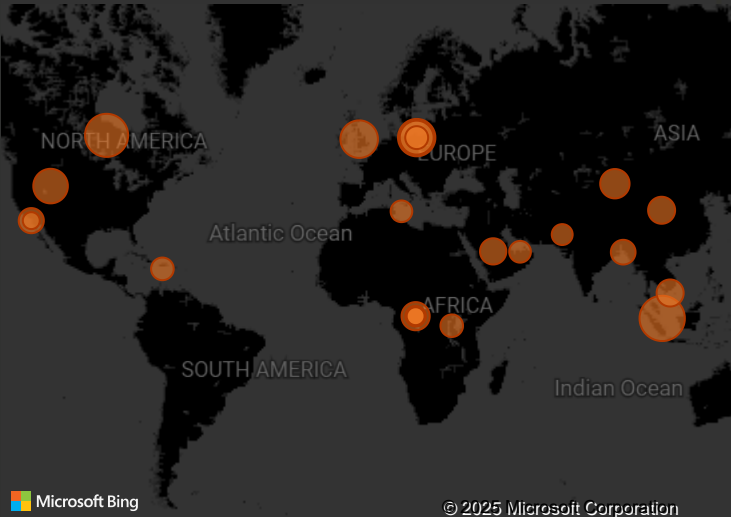 NORTH AMERICA
EUROPE
ASIA
Atlantic Ocean
AFRICA
SOUTH AMERICA
Indian Ocean
Microsoft Bing
© 2025 Microsoft Corporation